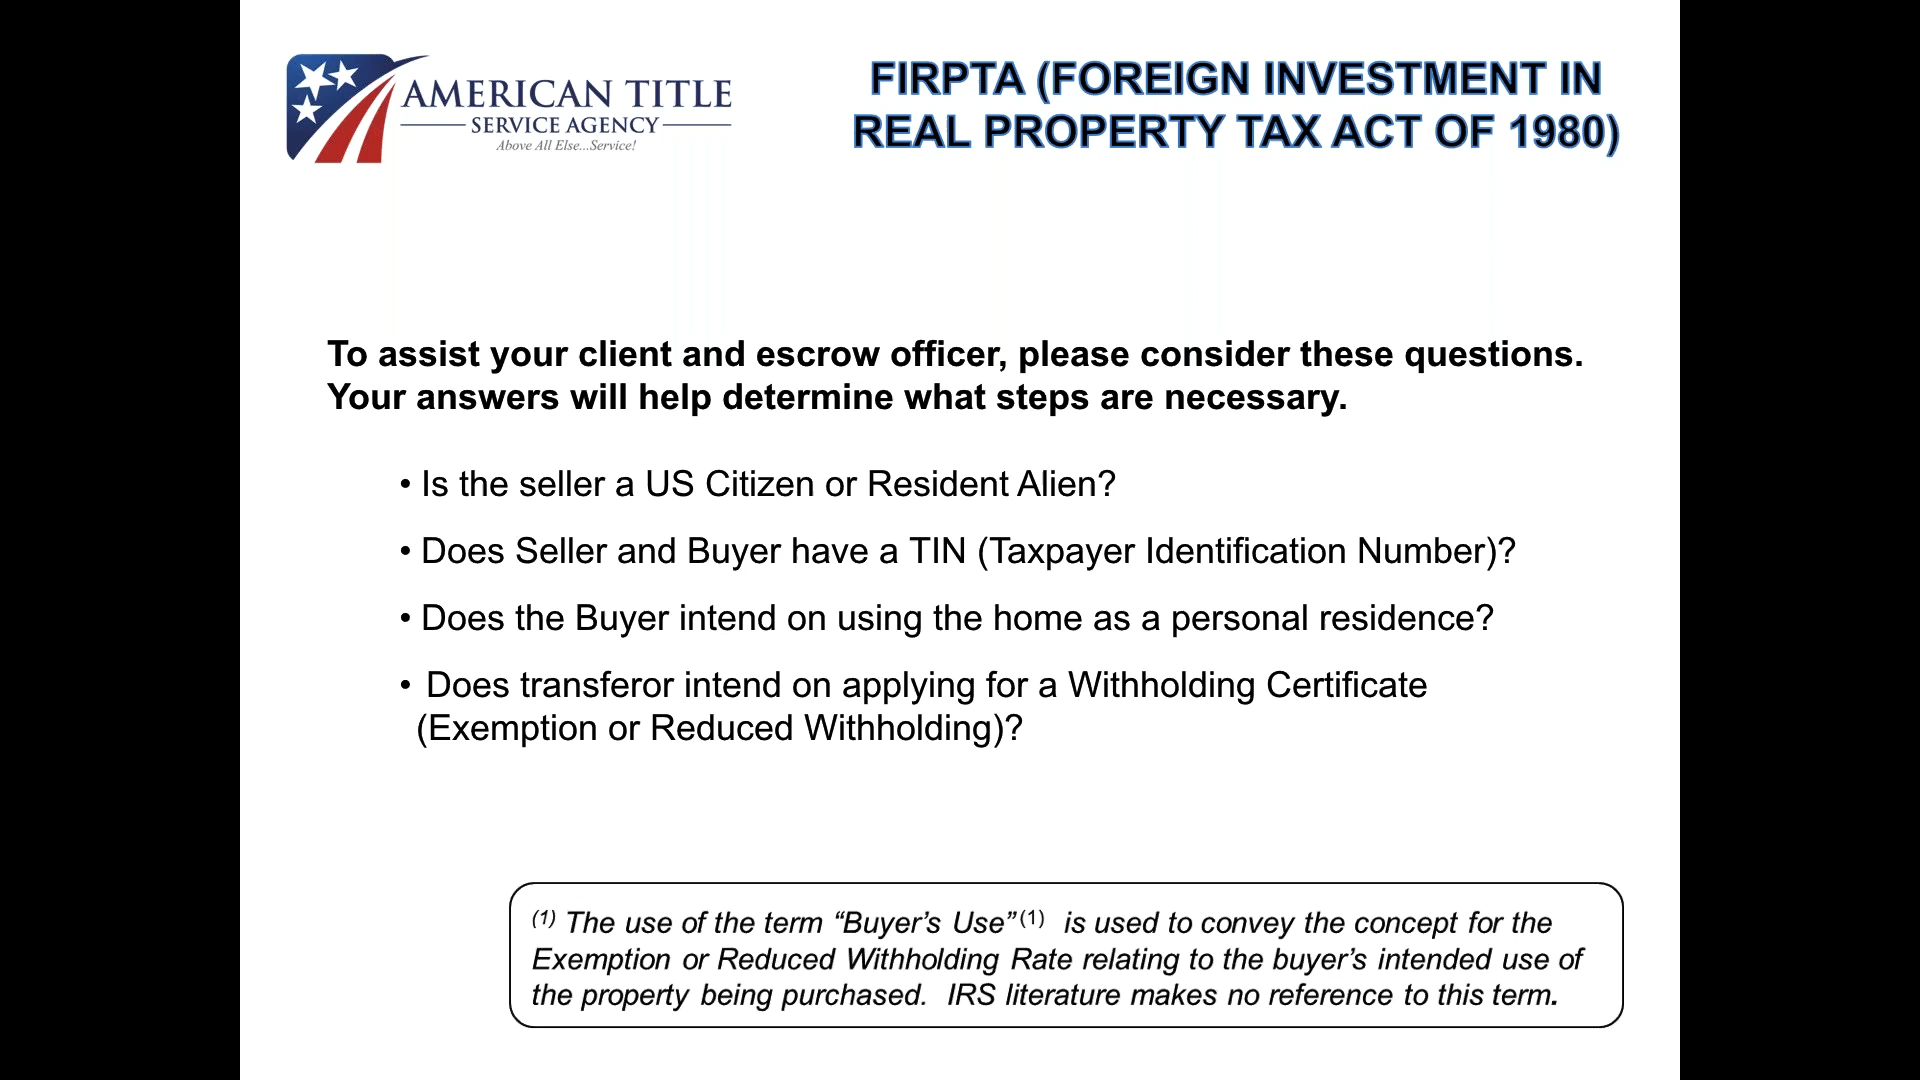 AMERICAN TITLE
SERVICE AGENCY
Above All Else...Service!
FIRPTA (FOREIGN INVESTMENT IN
REAL PROPERTY TAX ACT OF 1980)
To assist your client and escrow officer, please consider these questions.
Your answers will help determine what steps are necessary.
• Is the seller a US Citizen or Resident Alien?
• Does Seller and Buyer have a TIN (Taxpayer Identification Number)?
• Does the Buyer intend on using the home as a personal residence?
• Does transferor intend on applying for a Withholding Certificate
(Exemption or Reduced Withholding)?
(1) The use of the term “Buyer’s Use” (1) is used to convey the concept for the
Exemption or Reduced Withholding Rate relating to the buyer’s intended use of
the property being purchased. IRS literature makes no reference to this term.